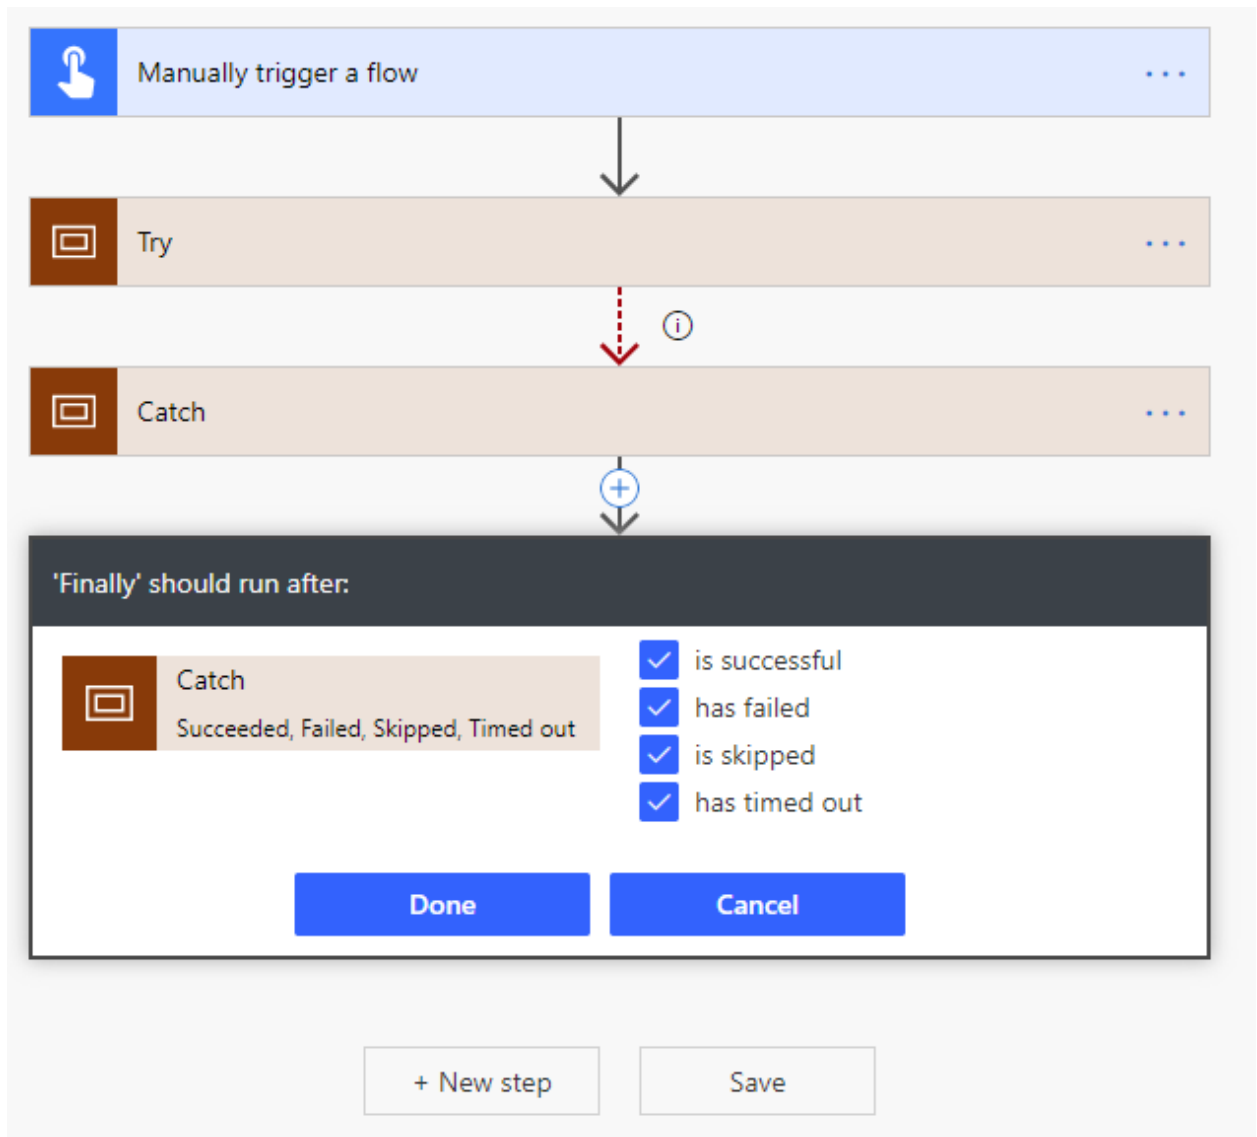 Manually trigger a flow
Try
Catch
'Finally' should run after:
Catch
Succeeded, Failed, Skipped, Timed out
is successful
has failed
is skipped
has timed out
Done
Cancel
+ New step
Save